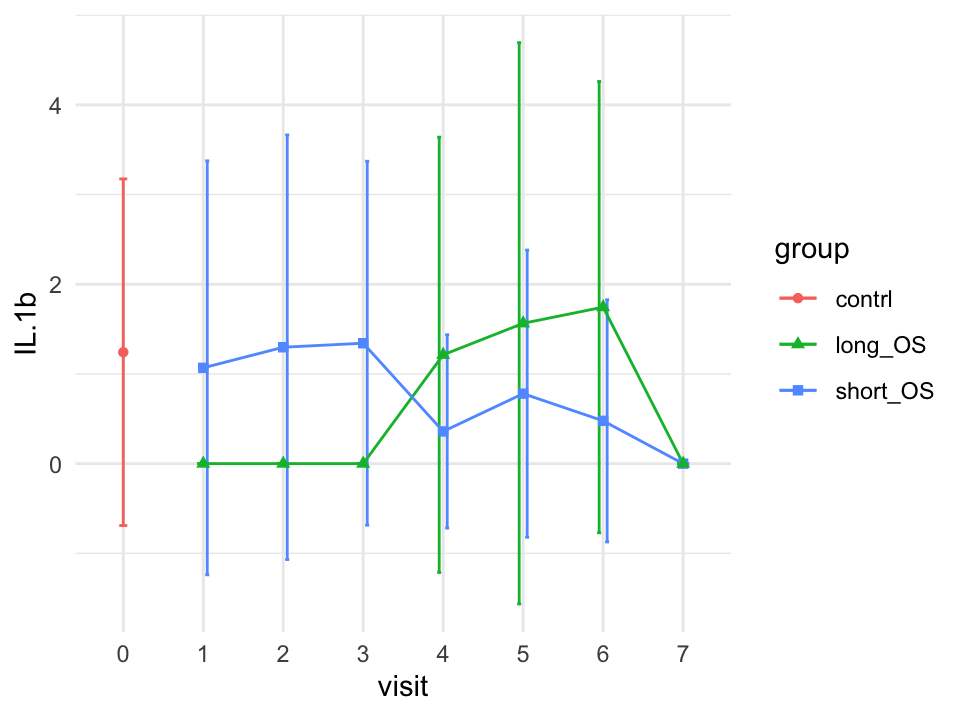 4
2
0
IL.1b
0 1 2 3 4 5 6 7
visit
group
contrl
long_OS
short_OS